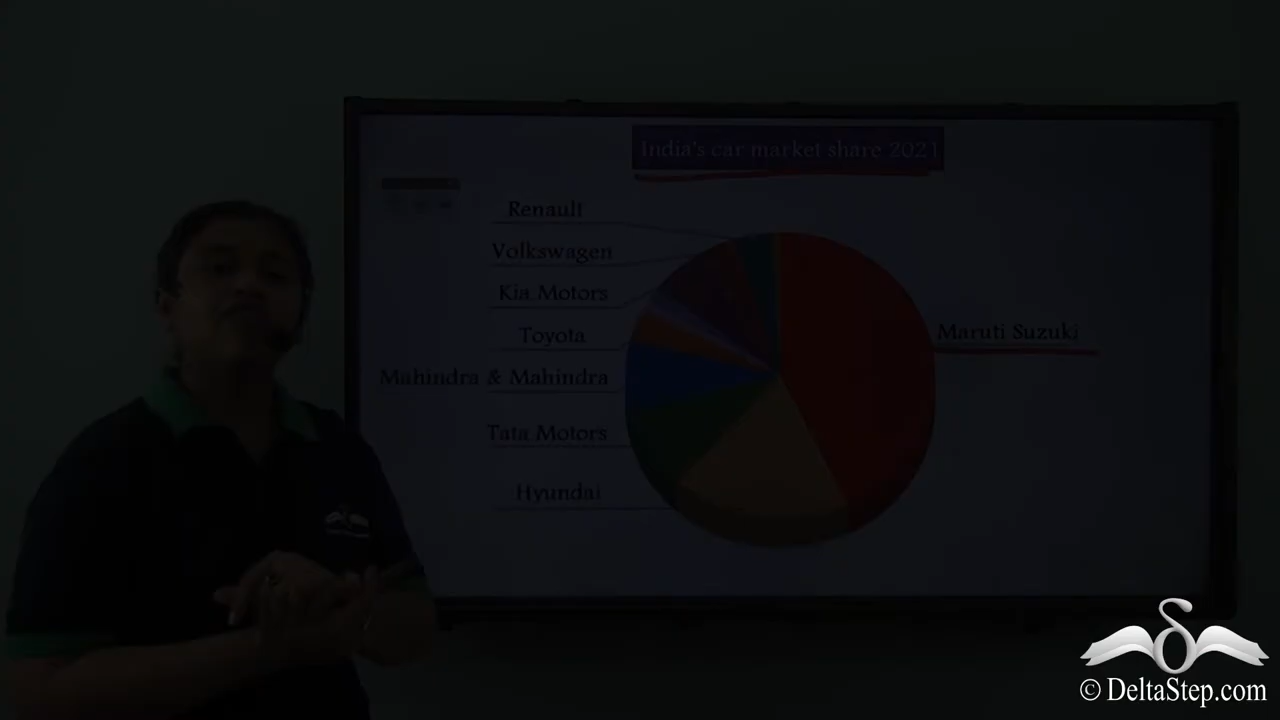 India's car market share 2021
Renault
Volkswagen
Kia Motors
Toyota
Mahindra & Mahindra
Tata Motors
Hyundai
Maruti Suzuki
© DeltaStep.com